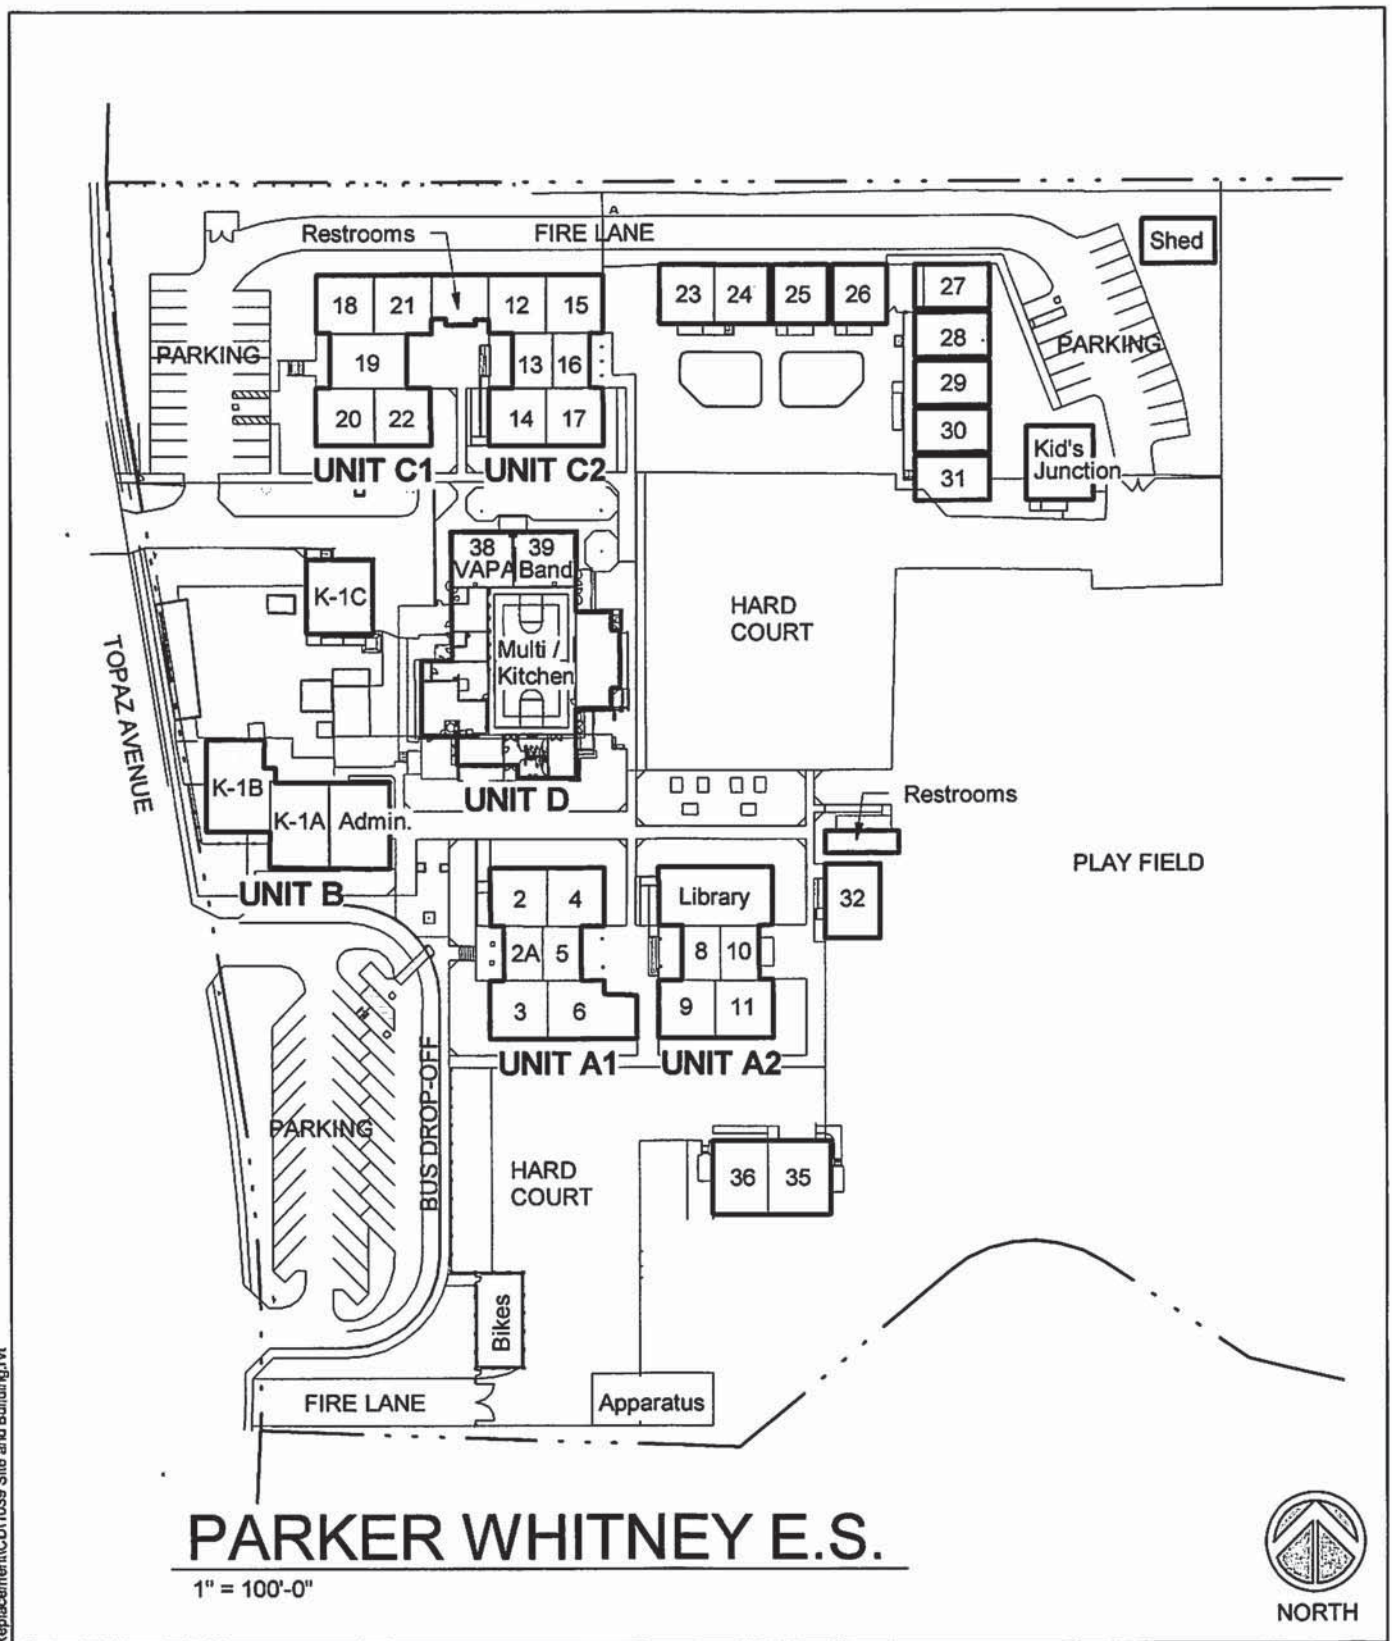 A
Restrooms
FIRE LANE
Shed
18
21
12
15
23
24
25
26
27
PARKING
19
13
16
28
PARKING
29
20
22
14
17
30
Kid's
Junction
31
UNIT C1
UNIT C2
38
VAPA
39
Band
K-1C
HARD
COURT
TOPAZ AVENUE
Multi /
Kitchen
K-1B
K-1A
Admin.
UNIT D
Restrooms
PLAY FIELD
UNIT B
2
4
Library
32
2A
5
8
10
3
6
9
11
UNIT A1
UNIT A2
PARKING
BUS DROP-OFF
HARD
COURT
36
35
Bikes
FIRE LANE
Apparatus
PARKER WHITNEY E.S.
1" = 100'-0"
NORTH
Site and Building.rvt